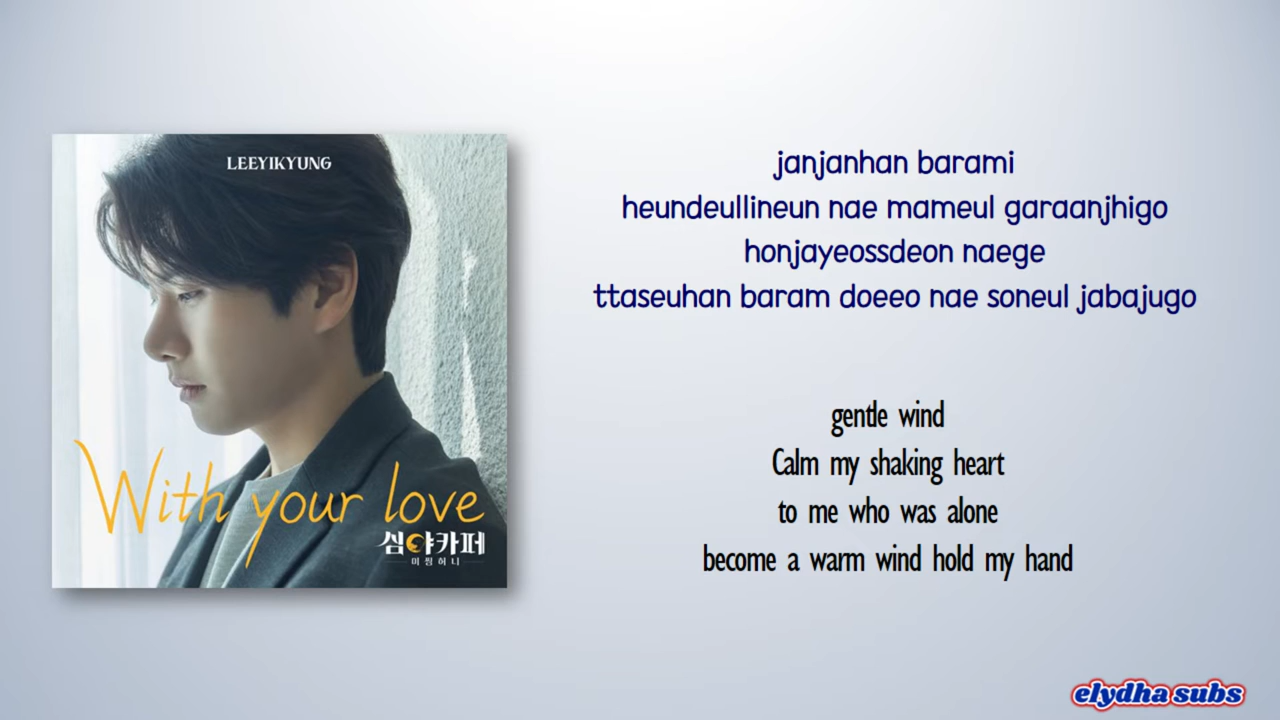 LEEYIKYUNG
With your love
심야카페
미씽허니
janjanhan barami
heundeullineun nae mameul garaanjhigo
honjayeossdeon naege
ttaseuhan baram doeeo nae soneul jabajugo
gentle wind
Calm my shaking heart
to me who was alone
become a warm wind hold my hand
elydha subs